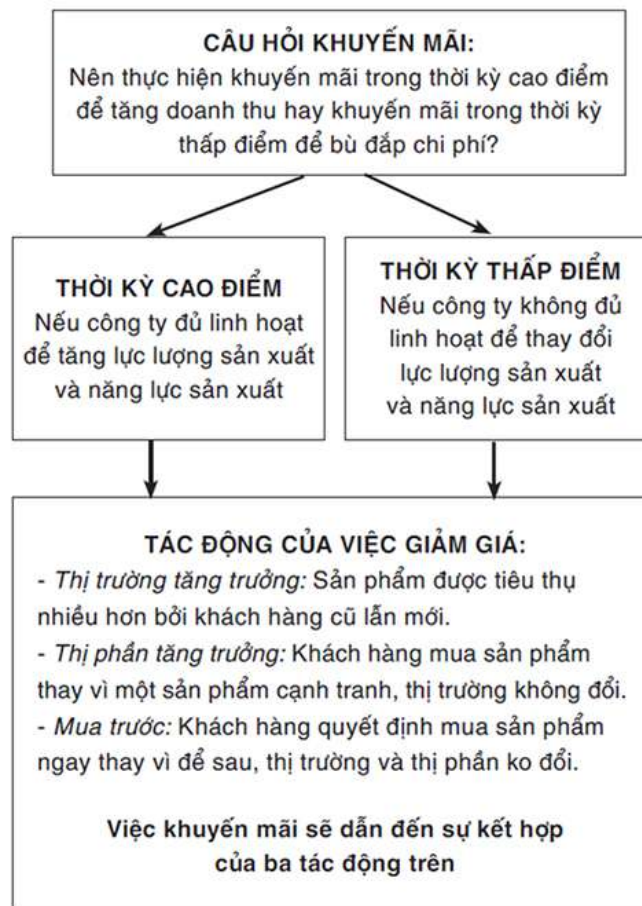 CÂU HỎI KHUYẾN MÃI:
Nên thực hiện khuyến mãi trong thời kỳ cao điểm
để tăng doanh thu hay khuyến mãi trong thời kỳ
thấp điểm để bù đắp chi phí?
THỜI KỲ CAO ĐIỂM
Nếu công ty đủ linh hoạt
để tăng lực lượng sản xuất
và năng lực sản xuất
THỜI KỲ THẤP ĐIỂM
Nếu công ty không đủ
linh hoạt để thay đổi
lực lượng sản xuất
và năng lực sản xuất
TÁC ĐỘNG CỦA VIỆC GIẢM GIÁ:
- Thị trường tăng trưởng: Sản phẩm được tiêu thụ
nhiều hơn bởi khách hàng cũ lẫn mới.
- Thị phần tăng trưởng: Khách hàng mua sản phẩm
thay vì một sản phẩm cạnh tranh, thị trường không đổi.
- Mua trước: Khách hàng quyết định mua sản phẩm
ngay thay vì để sau, thị trường và thị phần ko đổi.
Việc khuyến mãi sẽ dẫn đến sự kết hợp
của ba tác động trên